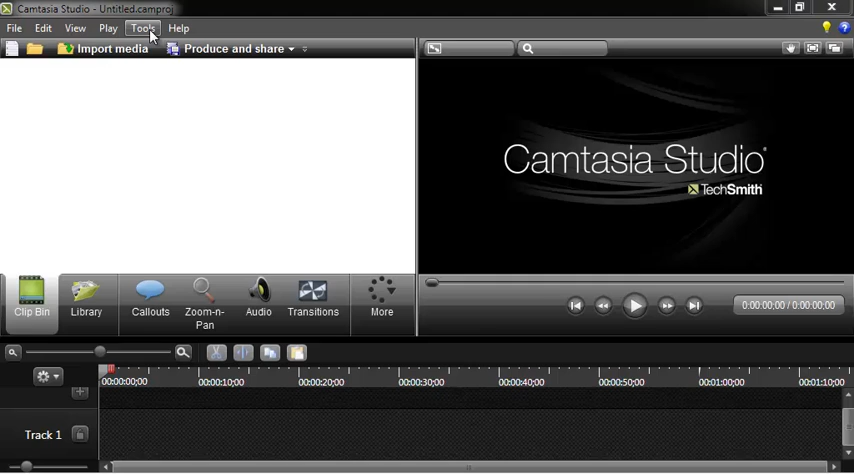 Camtasia Studio - Untitled.camproj
File Edit View Play Tools Help
Import media Produce and share
Camtasia Studio®
TechSmith
Clip Bin Library Callouts Zoom-n-Pan Audio Transitions More
0:00:00;00 / 0:00:00;00
00:00:00;00 00:00:10;00 00:00:20;00 00:00:30;00 00:00:40;00 00:00:50;00 00:01:00;00 00:01:10;00
Track 1